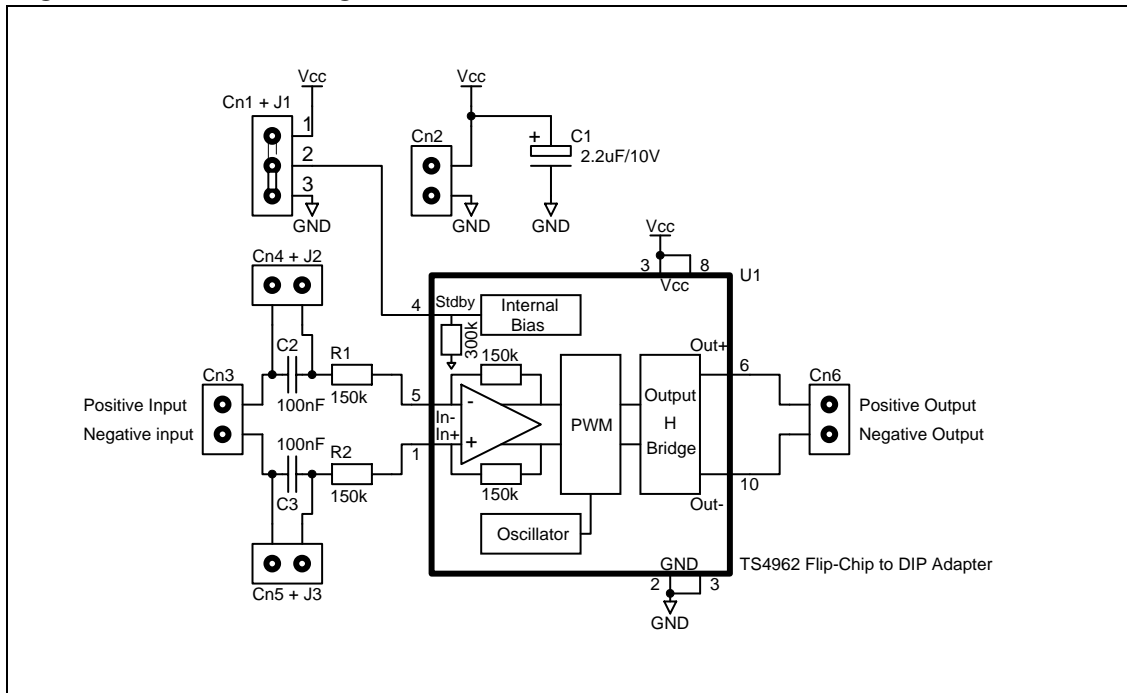 Vcc
Vcc
Cn1 + J1
1
2
3
GND
Cn2
+
C1
2.2uF/10V
GND
GND
Vcc
3
8
Vcc
U1
Cn4 + J2
4
Stdby
Internal
Bias
300k
C2
R1
100nF
150k
Cn3
Positive Input
Negative input
5
In-
In+
1
-
+
150k
150k
PWM
Output
H
Bridge
Out+
6
Cn6
Positive Output
Negative Output
10
Out-
100nF
R2
C3
150k
Oscillator
Cn5 + J3
GND
2
3
GND
TS4962 Flip-Chip to DIP Adapter